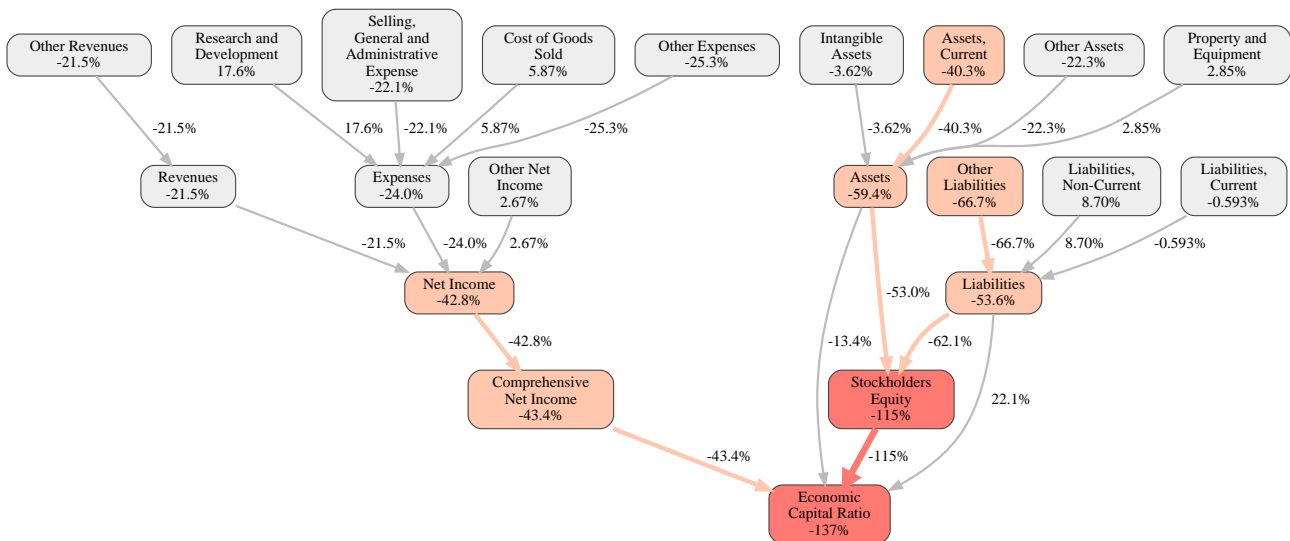 Other Revenues
-21.5%
Research and
Development
17.6%
Selling,
General and
Administrative
Expense
-22.1%
Cost of Goods
Sold
5.87%
Other Expenses
-25.3%
Intangible
Assets
-3.62%
Assets,
Current
-40.3%
Other Assets
-22.3%
Property and
Equipment
2.85%
-21.5%
17.6%
-22.1%
5.87%
-25.3%
-3.62%
-40.3%
-22.3%
2.85%
Revenues
-21.5%
Expenses
-24.0%
Other Net
Income
2.67%
Assets
-59.4%
Other
Liabilities
-66.7%
Liabilities,
Non-Current
8.70%
Liabilities,
Current
-0.593%
-21.5%
-24.0%
2.67%
-66.7%
8.70%
-0.593%
Net Income
-42.8%
-53.0%
Liabilities
-53.6%
-42.8%
-13.4%
-62.1%
Comprehensive
Net Income
-43.4%
Stockholders
Equity
-115%
22.1%
-43.4%
-115%
Economic
Capital Ratio
-137%